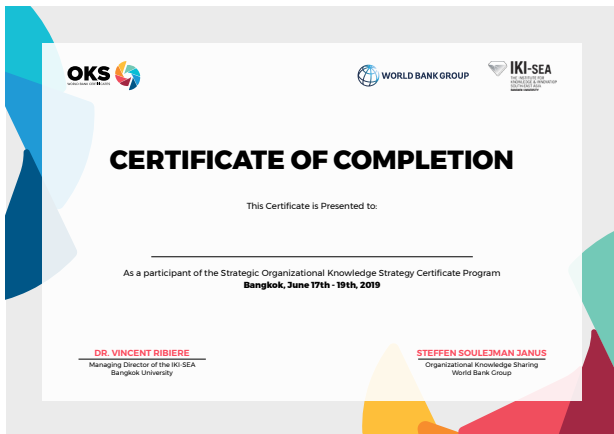 OKS
WORLD BANK GROUP
IKI-SEA
THE INSTITUTE FOR
KNOWLEDGE & INNOVATION
SOUTHEAST ASIA
BANGKOK UNIVERSITY
CERTIFICATE OF COMPLETION
This Certificate is Presented to:
As a participant of the Strategic Organizational Knowledge Strategy Certificate Program
Bangkok, June 17th - 19th, 2019
DR. VINCENT RIBIERE
Managing Director of the IKI-SEA
Bangkok University
STEFFEN SOULEJMAN JANUS
Organizational Knowledge Sharing
World Bank Group